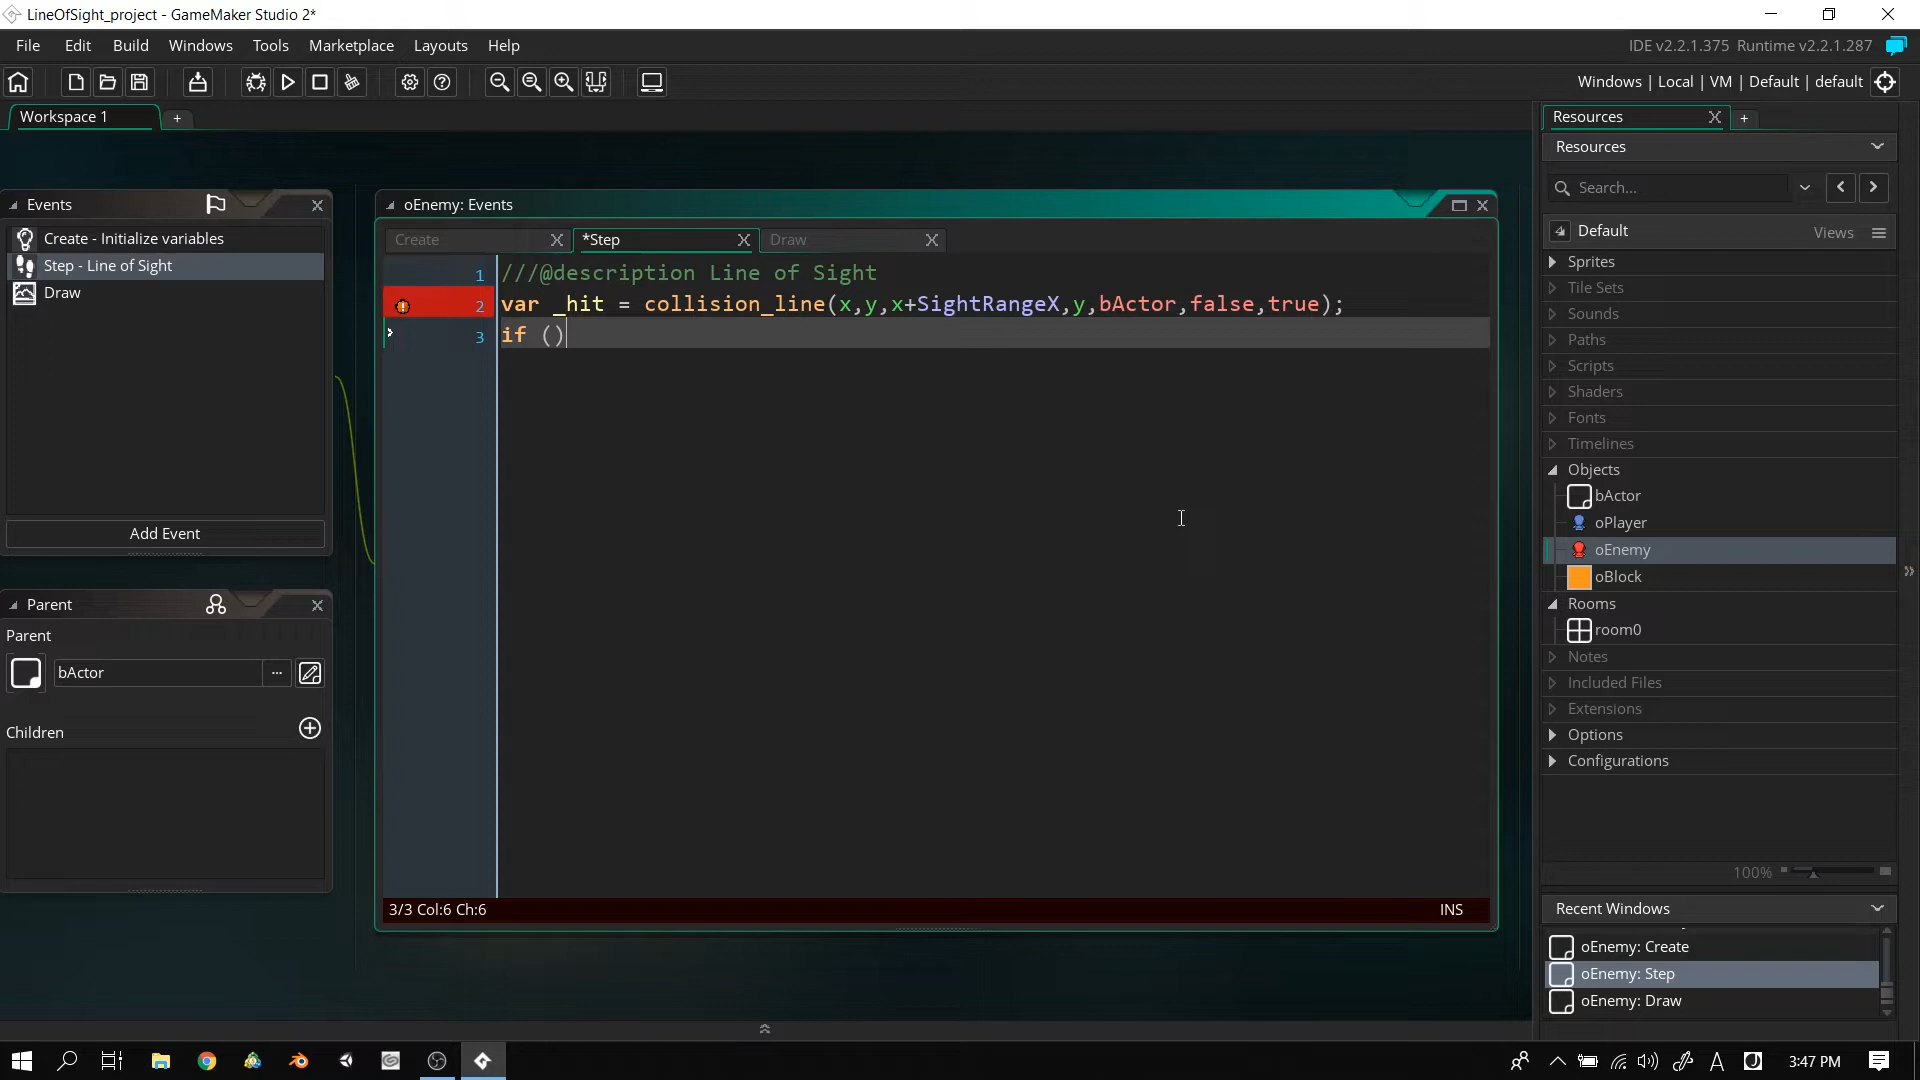 LineOfSight_project - GameMaker Studio 2*
File Edit Build Windows Tools Marketplace Layouts Help
IDE v2.2.1.375 Runtime v2.2.1.287
Windows | Local | VM | Default | default
Workspace 1
+
Resources
+
Resources
Search...
Events
Create - Initialize variables
Step - Line of Sight
Draw
Add Event
Parent
Parent
bActor
...
Children
oEnemy: Events
Create
*Step
Draw
1 ///@description Line of Sight
2 var _hit = collision_line(x,y,x+SightRangeX,y,bActor,false,true);
3 if ()
3/3 Col:6 Ch:6
INS
Default
Views
Sprites
Tile Sets
Sounds
Paths
Scripts
Shaders
Fonts
Timelines
Objects
bActor
oPlayer
oEnemy
oBlock
Rooms
room0
Notes
Included Files
Extensions
Options
Configurations
100%
Recent Windows
oEnemy: Create
oEnemy: Step
oEnemy: Draw
A
3:47 PM